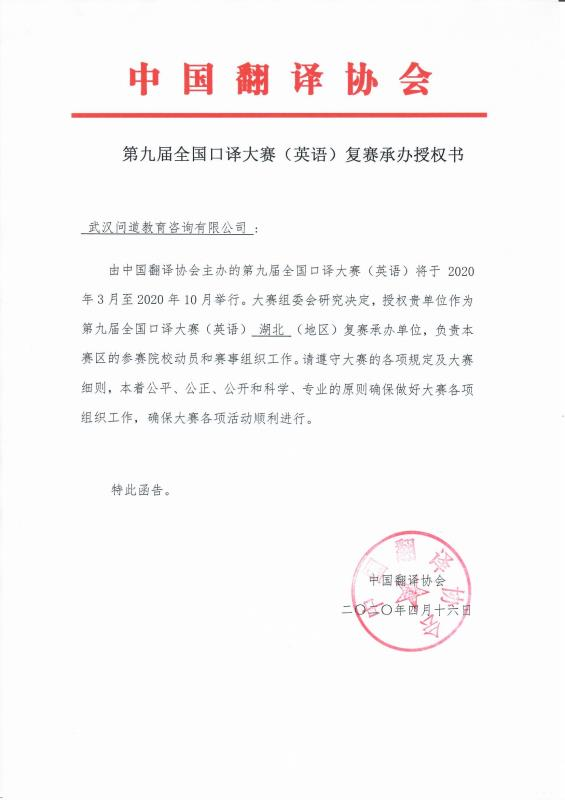 中国翻译协会
第九届全国口译大赛（英语）复赛承办授权书
武汉问道教育咨询有限公司：
由中国翻译协会主办的第九届全国口译大赛（英语）将于 2020
年 3 月至 2020 年 10 月举行。大赛组委会研究决定，授权贵单位作为
第九届全国口译大赛（英语） 湖北 （地区）复赛承办单位，负责本
赛区的参赛院校动员和赛事组织工作。请遵守大赛的各项规定及大赛
细则，本着公平、公正、公开和科学、专业的原则确保做好大赛各项
组织工作，确保大赛各项活动顺利进行。
特此函告。
中国翻译协会
中国翻译协会
二〇二〇年四月十六日